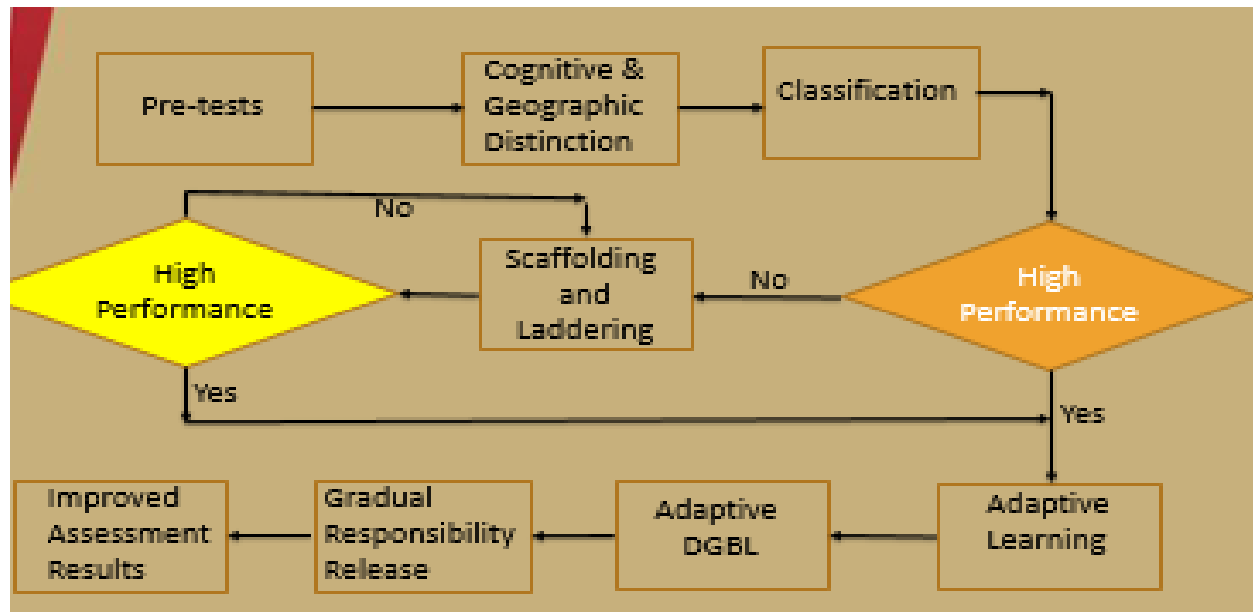 Pre-tests
Cognitive &
Geographic
Distinction
Classification
No
High
Performance
Scaffolding
and
Laddering
No
High
Performance
Yes
Yes
Improved
Assessment
Results
Gradual
Responsibility
Release
Adaptive
DGBL
Adaptive
Learning